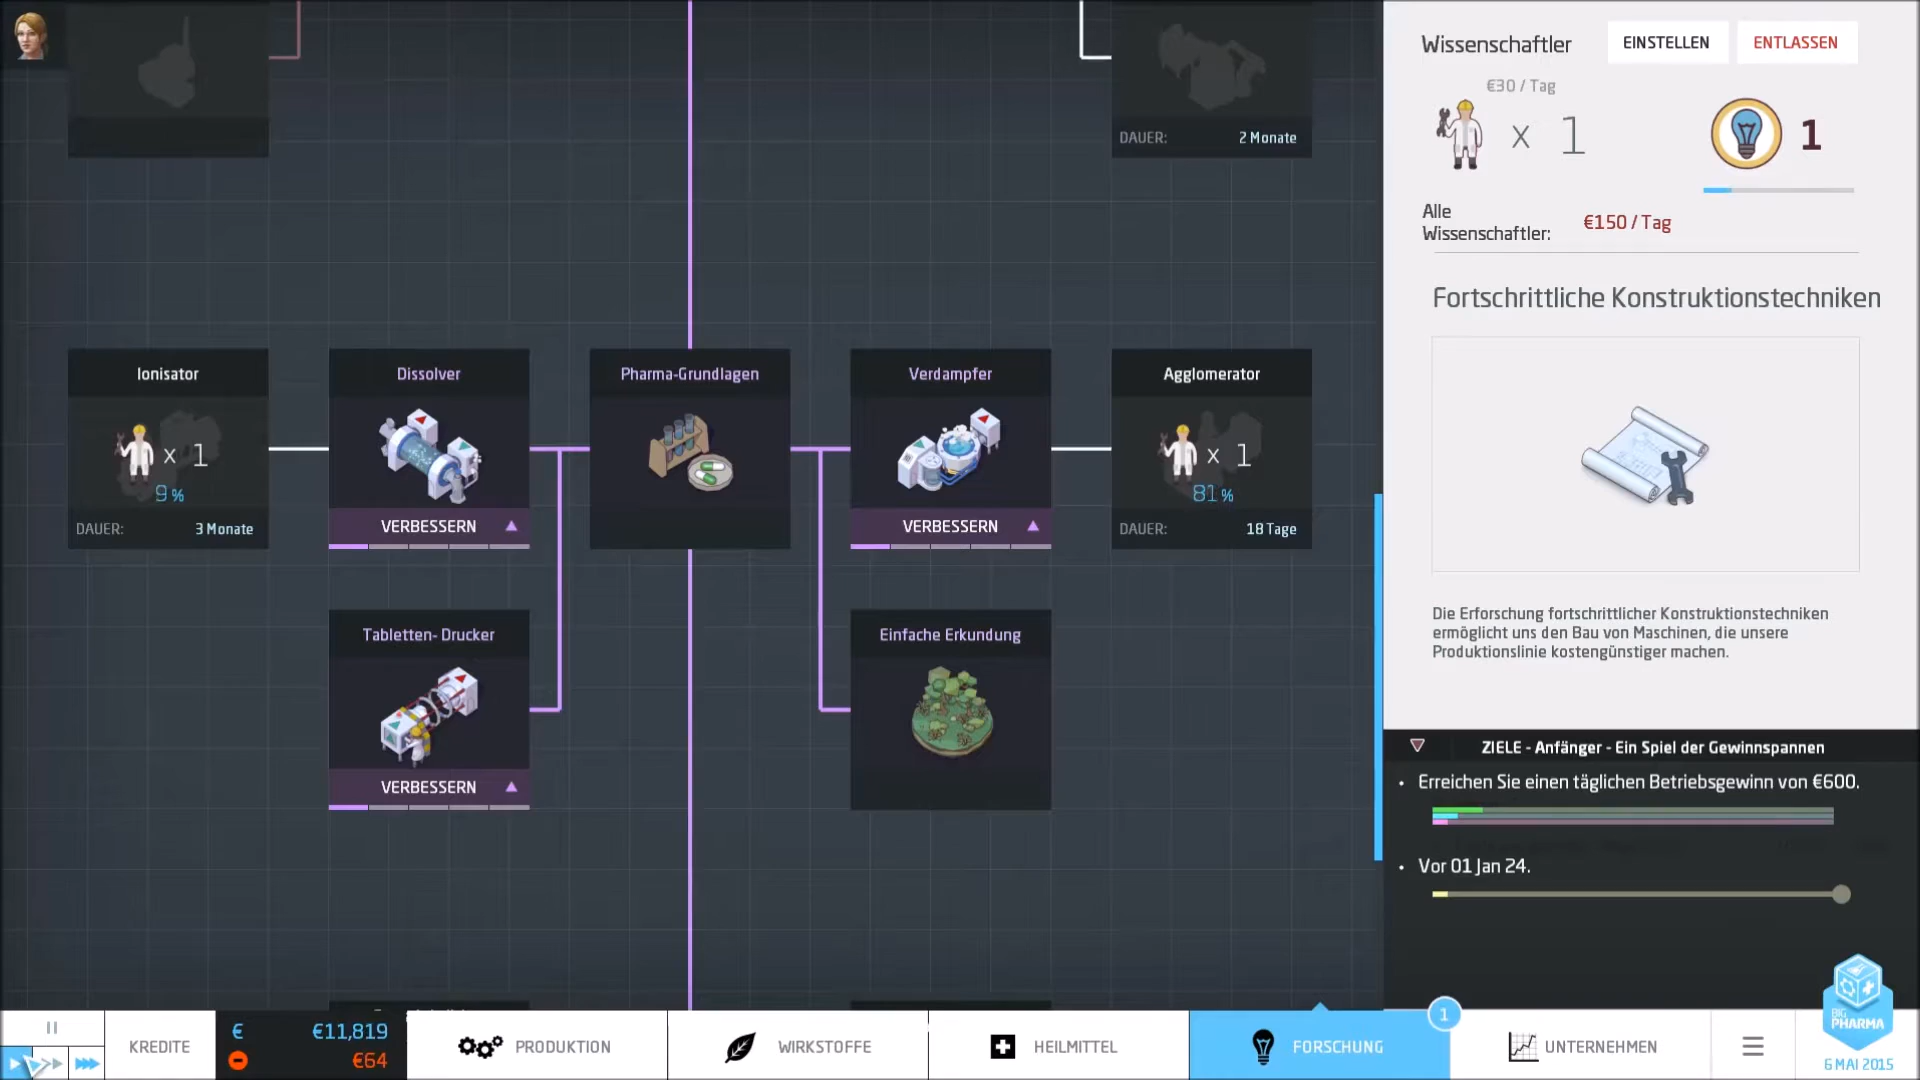 Wissenschaftler
EINSTELLEN
ENTLASSEN
€30 / Tag
x 1
1
Alle Wissenschaftler:
€150 / Tag
DAUER: 2 Monate
Fortschrittliche Konstruktionstechniken
Ionisator
x 1
9 %
DAUER: 3 Monate
Dissolver
VERBESSERN
Pharma-Grundlagen
Verdampfer
VERBESSERN
Agglomerator
x 1
81 %
DAUER: 18 Tage
Tabletten- Drucker
VERBESSERN
Einfache Erkundung
Die Erforschung fortschrittlicher Konstruktionstechniken
ermöglicht uns den Bau von Maschinen, die unsere
Produktionslinie kostengünstiger machen.
ZIELE - Anfänger - Ein Spiel der Gewinnspannen
• Erreichen Sie einen täglichen Betriebsgewinn von €600.
• Vor 01 Jan 24.
KREDITE
€ €11,819
€64
PRODUKTION
WIRKSTOFFE
HEILMITTEL
FORSCHUNG
1
UNTERNEHMEN
BIG
PHARMA
6 MAI 2015